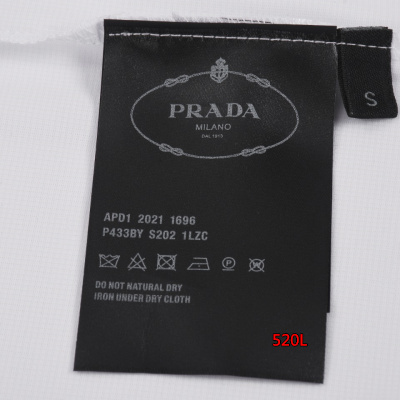 PRADA
MILANO
DAL 1913
S
APD1 2021 1696
P433BY S202 1LZC
DO NOT NATURAL DRY
IRON UNDER DRY CLOTH
520L